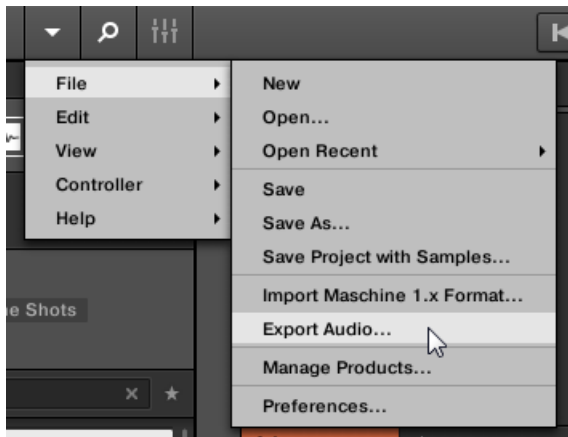 File
Edit
View
Controller
Help
New
Open...
Open Recent
Save
Save As...
Save Project with Samples...
Import Maschine 1.x Format...
Export Audio...
Manage Products...
Preferences...
Shots